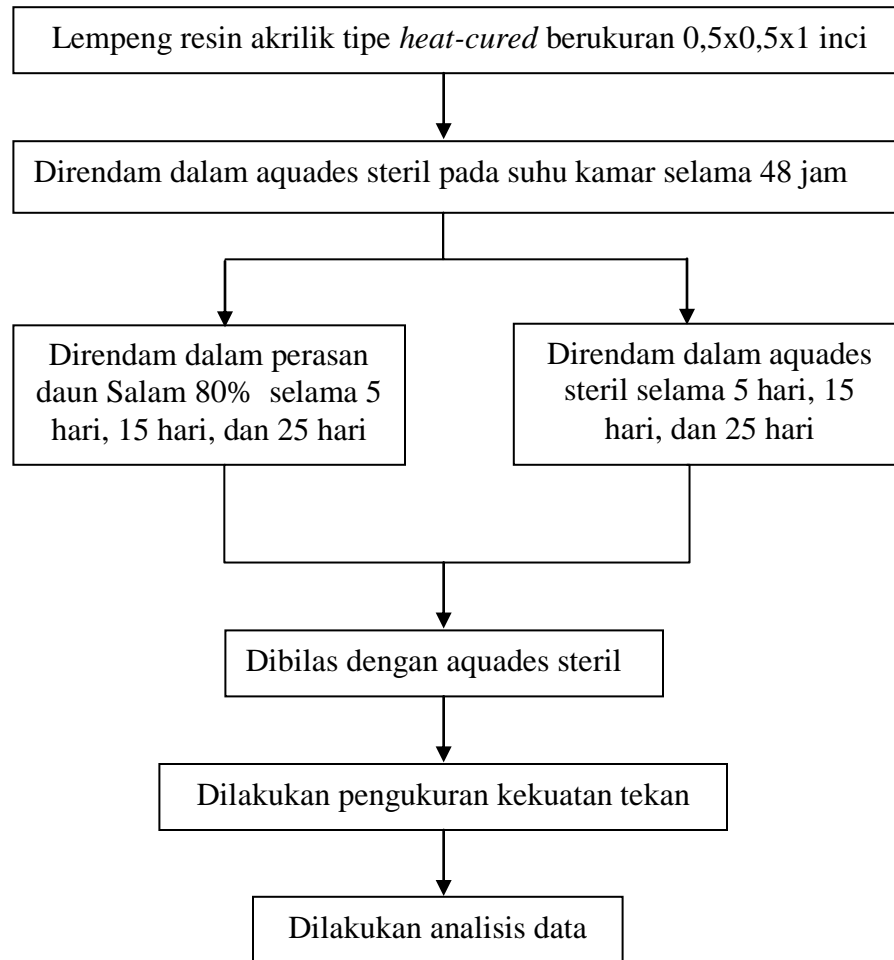 Lempeng resin akrilik tipe heat-cured berukuran 0,5x0,5x1 inci
Direndam dalam aquades steril pada suhu kamar selama 48 jam
Direndam dalam perasan
daun Salam 80% selama 5
hari, 15 hari, dan 25 hari
Direndam dalam aquades
steril selama 5 hari, 15
hari, dan 25 hari
Dibilas dengan aquades steril
Dilakukan pengukuran kekuatan tekan
Dilakukan analisis data